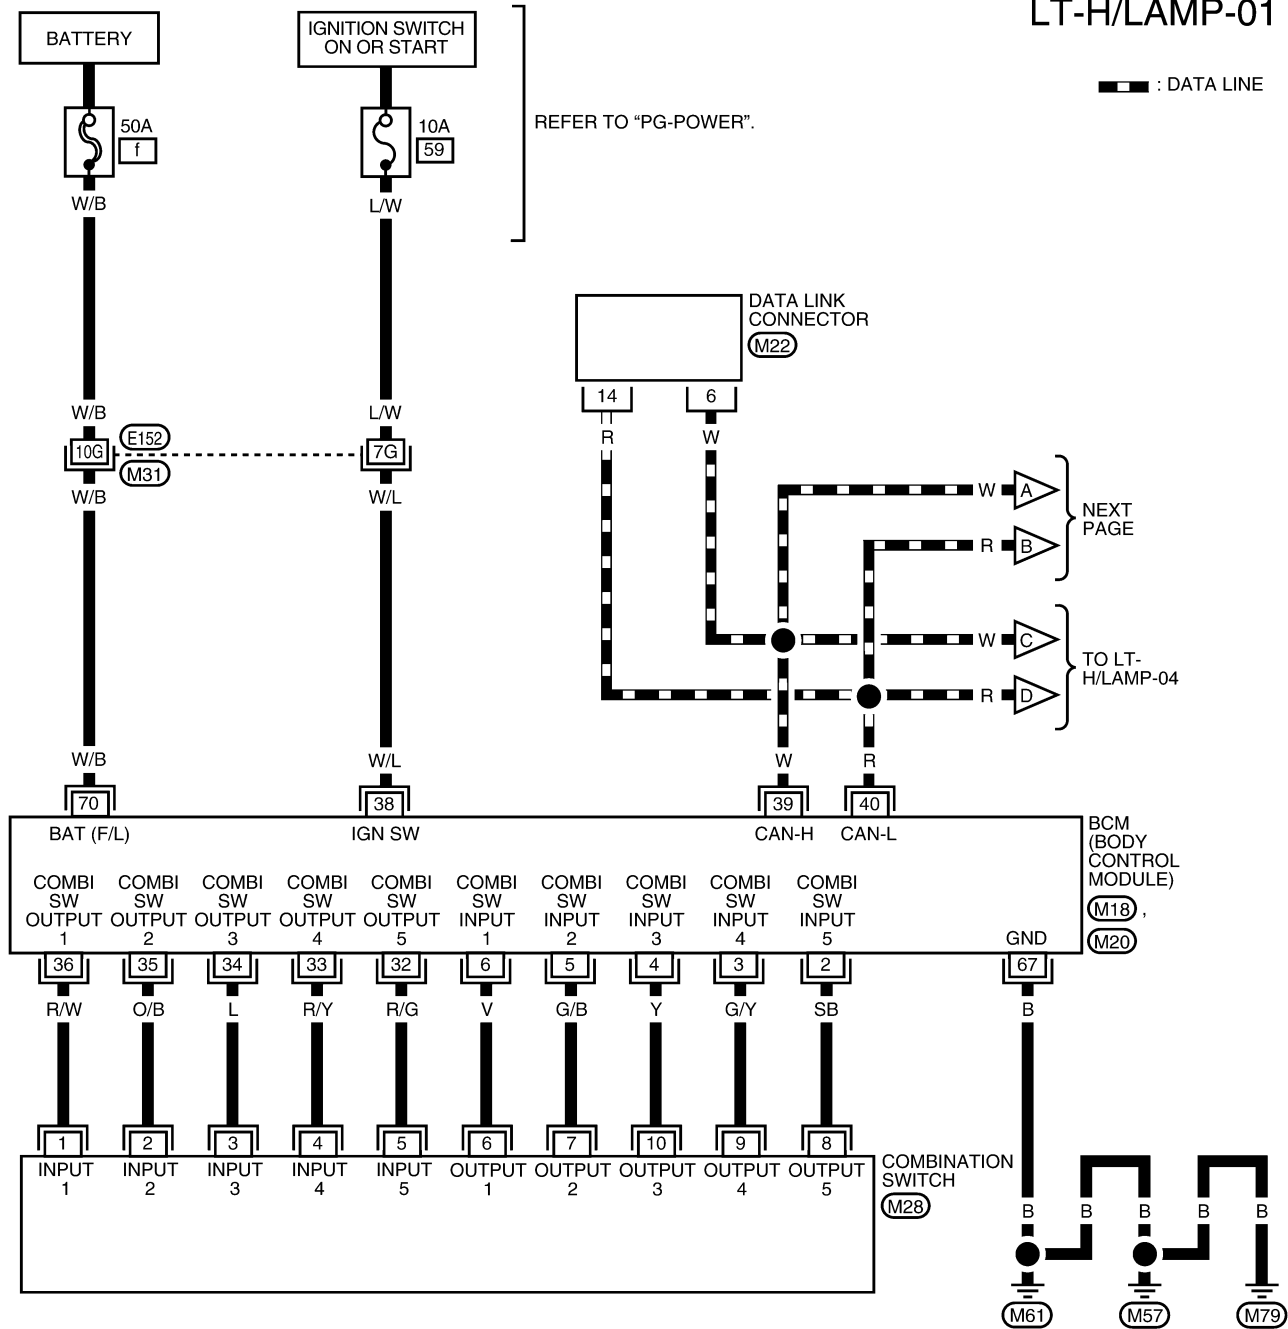 LT-H/LAMP-01
BATTERY
IGNITION SWITCH
ON OR START
: DATA LINE
50A
f
10A
59
REFER TO “PG-POWER”.
W/B
L/W
DATA LINK
CONNECTOR
M22
14
6
R
W
W/B
L/W
10G
E152
M31
7G
W/B
W/L
W
A
R
B
NEXT
PAGE
W
C
R
D
TO LT-
H/LAMP-04
W/B
W/L
W
R
70
38
39
40
BAT (F/L)
IGN SW
CAN-H
CAN-L
BCM
(BODY
CONTROL
MODULE)
M18 ,
M20
COMBI
SW
OUTPUT
1
COMBI
SW
OUTPUT
2
COMBI
SW
OUTPUT
3
COMBI
SW
OUTPUT
4
COMBI
SW
OUTPUT
5
COMBI
SW
INPUT
1
COMBI
SW
INPUT
2
COMBI
SW
INPUT
3
COMBI
SW
INPUT
4
COMBI
SW
INPUT
5
GND
36
35
34
33
32
6
5
4
3
2
67
R/W
O/B
L
R/Y
R/G
V
G/B
Y
G/Y
SB
B
1
2
3
4
5
6
7
10
9
8
INPUT
1
INPUT
2
INPUT
3
INPUT
4
INPUT
5
OUTPUT
1
OUTPUT
2
OUTPUT
3
OUTPUT
4
OUTPUT
5
COMBINATION
SWITCH
M28
B
B
B
B
B
M61
M57
M79